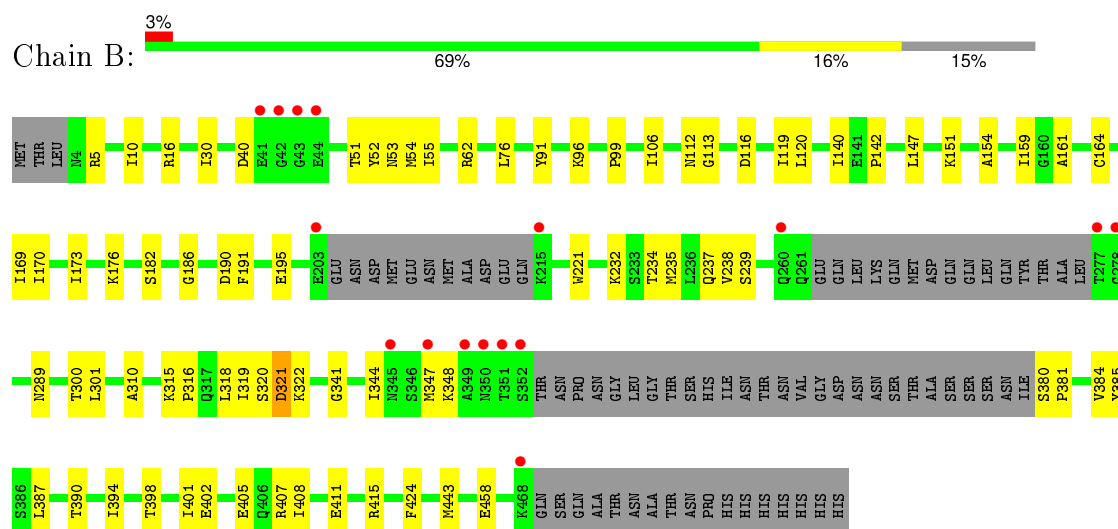 3%
Chain B:
69% 16% 15%
MET THR LEU N4 R5 I10 R16 I30 D40 E41 G42 G43 E44 T51 Y52 N53 M54 I55 R62 L76 Y91 K96 P99 I106 N112 G113 D116 I119 L120 I140 E141 P142 L147 K151 A154 I159 G160 A161 C164
I169 I170 I173 K176 S182 G186 D190 F191 E195 E203 GLU ASN ASP MET GLU ASN MET ALA ASP GLU GLN K215 W221 K232 S233 T234 M235 L236 Q237 V238 S239 Q260 Q261 GLU GLN LEU LYS GLN MET ASP GLN GLN LEU GLN TYR THR ALA LEU T277
N289 T300 L301 A310 K315 P316 Q317 L318 I319 S320 D321 K322 G341 I344 N345 S346 M347 K348 A349 N350 T351 S352 THR ASN PRO ASN GLY LEU GLY THR SER HIS ILE ASN THR ASN VAL GLY ASP ASN ASN SER THR ALA SER SER SER ASN ILE S380 P381 V384
S386 L387 T390 I394 T398 I401 E402 E405 Q406 R407 I408 E411 R415 F424 M443 E458 K468 GLN SER GLN ALA THR ASN ALA THR ASN PRO HIS HIS HIS HIS HIS HIS